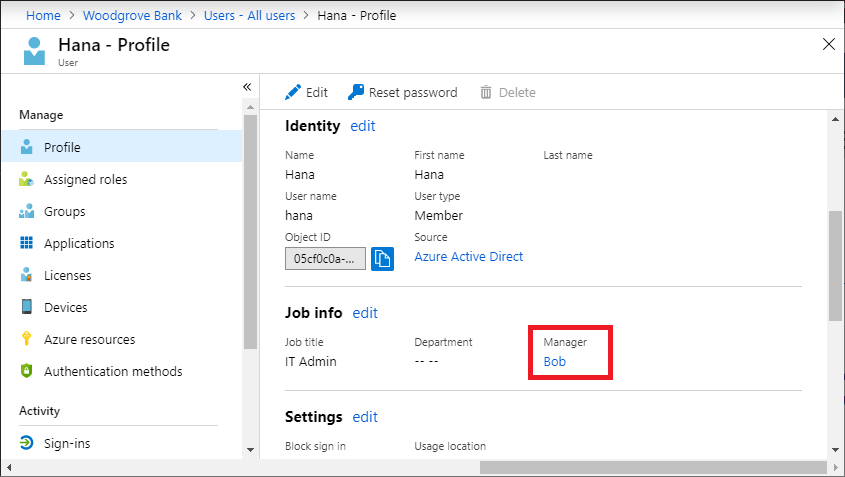 Home > Woodgrove Bank > Users - All users > Hana - Profile
Hana - Profile
User
«
Manage
Profile
Assigned roles
Groups
Applications
Licenses
Devices
Azure resources
Authentication methods
Activity
Sign-ins
Edit Reset password Delete
Identity edit
Name First name Last name
Hana Hana
User name User type
hana Member
Object ID Source
05cf0c0a-... Azure Active Direct
Job info edit
Job title Department Manager
IT Admin -- -- Bob
Settings edit
Block sign in Usage location